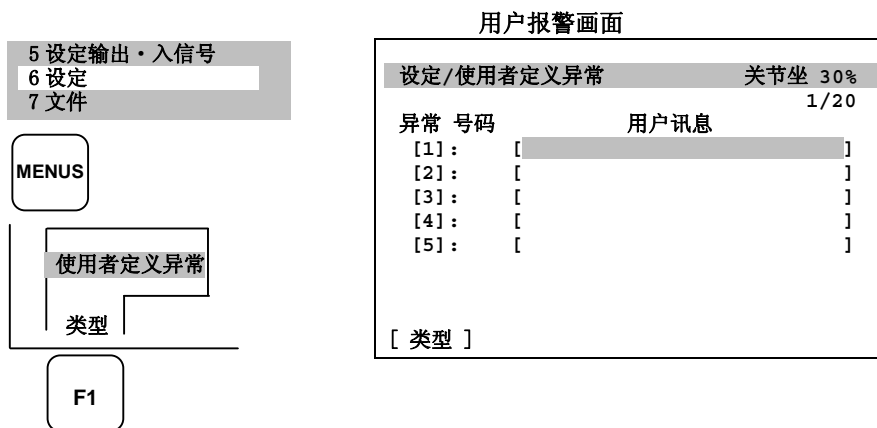 5 设定输出·入信号
6 设定
7 文件
MENUS
使用者定义异常
类型
F1
用户报警画面
设定/使用者定义异常 关节坐 30%
1/20
异常 号码 用户讯息
[1]: [ ]
[2]: [ ]
[3]: [ ]
[4]: [ ]
[5]: [ ]
[ 类型 ]